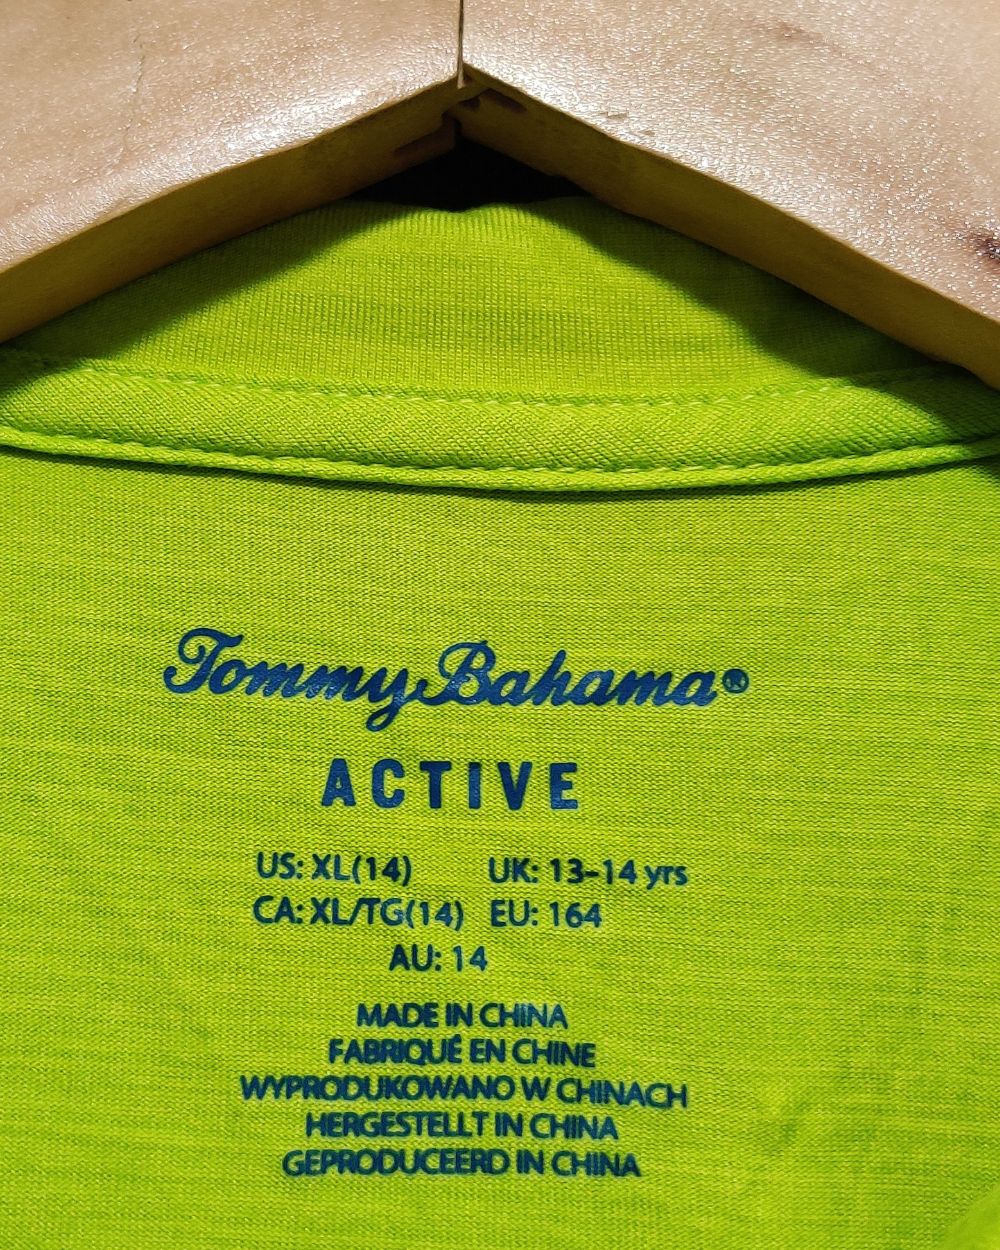 Tommy Bahama®
ACTIVE
US: XL(14) UK: 13-14 yrs
CA: XL/TG(14) EU: 164
AU: 14
MADE IN CHINA
FABRIQUÉ EN CHINE
WYPRODUKOWANO W CHINACH
HERGESTELLT IN CHINA
GEPRODUCEERD IN CHINA